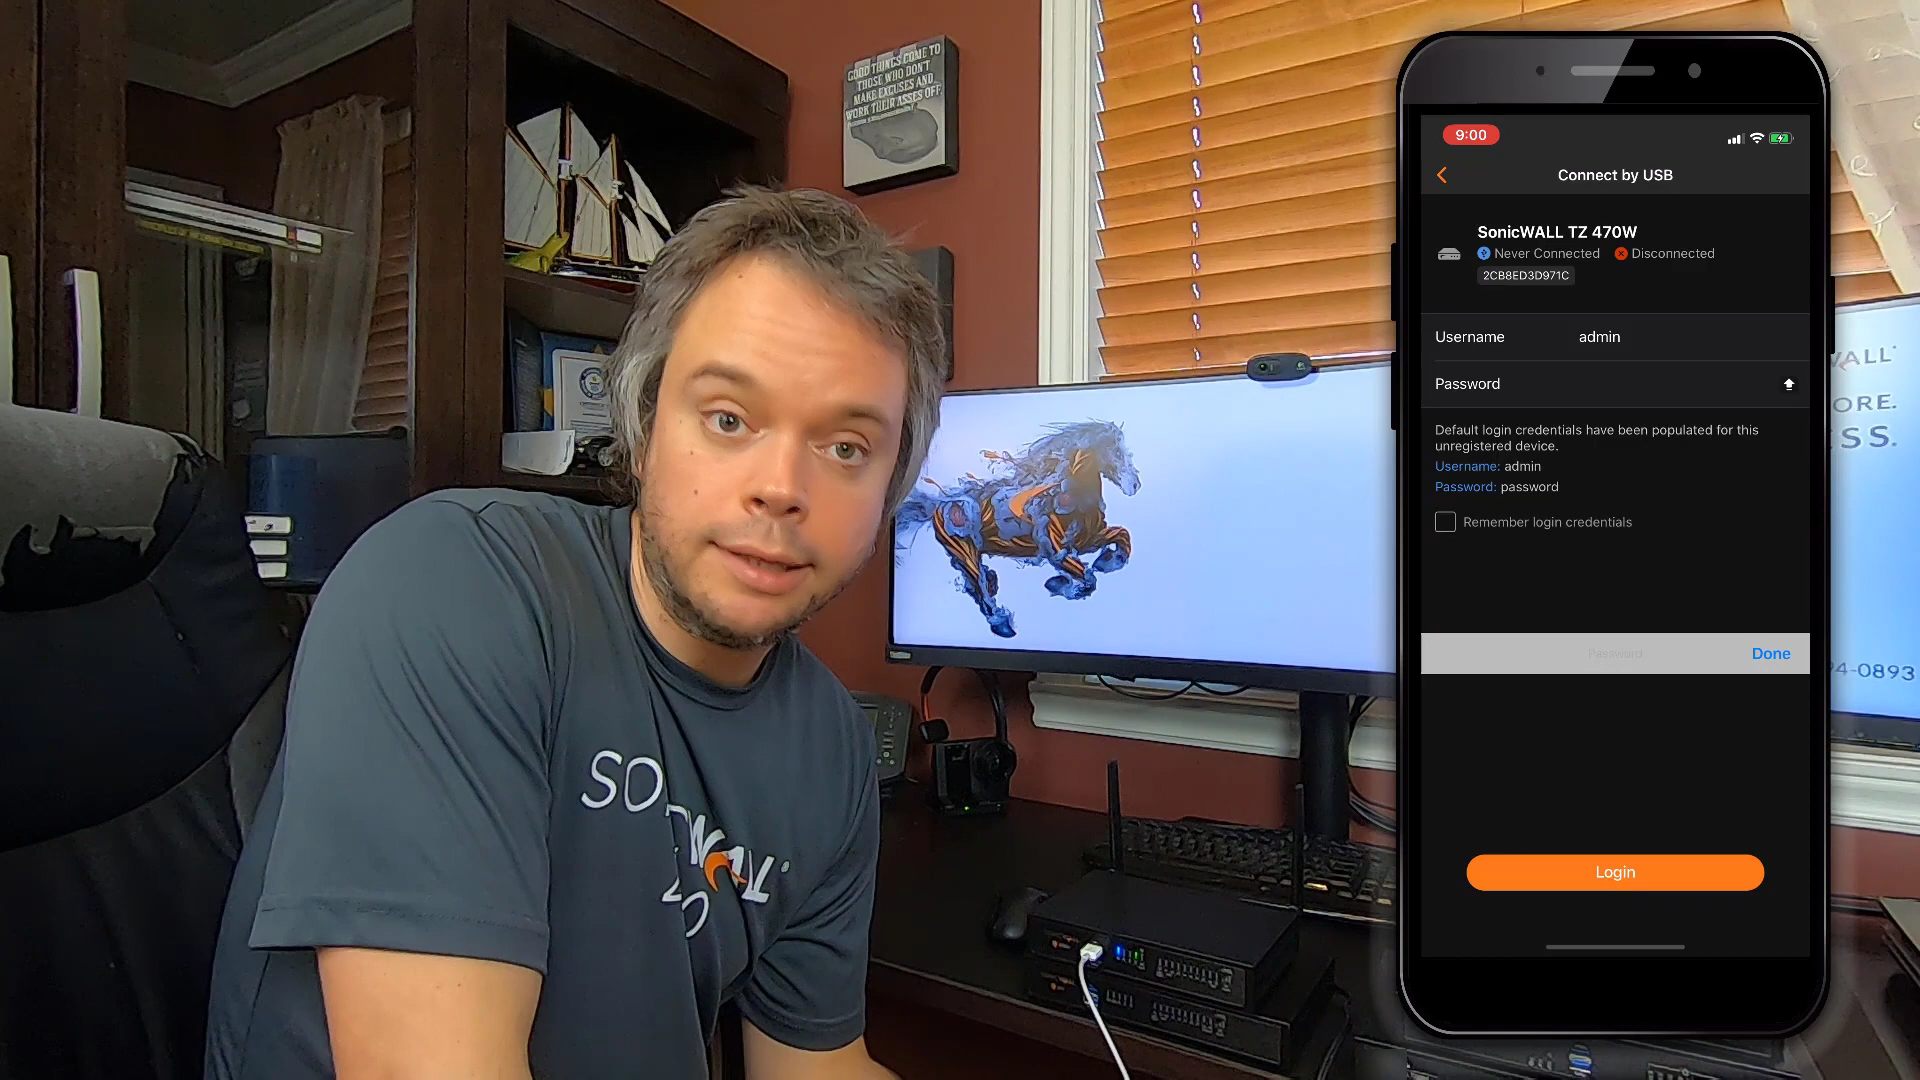 GOOD THINGS COME TO
THOSE WHO DON'T
MAKE EXCUSES AND
WORK THEIR ASSES OFF.
9:00
Connect by USB
SonicWALL TZ 470W
Never Connected
Disconnected
2CB8ED3D971C
Username admin
Password
Default login credentials have been populated for this
unregistered device.
Username: admin
Password: password
Remember login credentials
Password
Done
Login
WALL
ORE.
SS.
4-0893